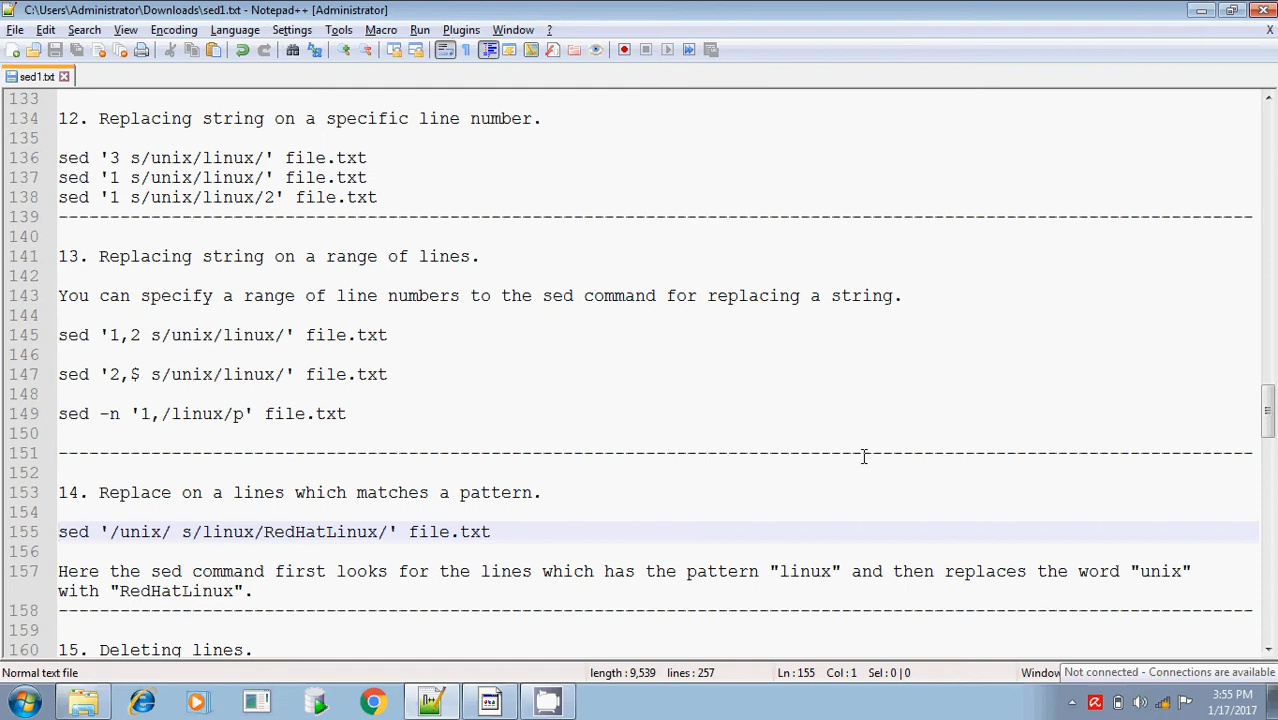 C:\Users\Administrator\Downloads\sed1.txt - Notepad++ [Administrator]
File Edit Search View Encoding Language Settings Tools Macro Run Plugins Window ? X
sed1.txt
133
134 12. Replacing string on a specific line number.
135
136 sed '3 s/unix/linux/' file.txt
137 sed '1 s/unix/linux/' file.txt
138 sed '1 s/unix/linux/2' file.txt
139 --------------------------------------------------------------------------------------------------------------------
140
141 13. Replacing string on a range of lines.
142
143 You can specify a range of line numbers to the sed command for replacing a string.
144
145 sed '1,2 s/unix/linux/' file.txt
146
147 sed '2,$ s/unix/linux/' file.txt
148
149 sed -n '1,/linux/p' file.txt
150
151 --------------------------------------------------------------------------------------------------------------------
152
153 14. Replace on a lines which matches a pattern.
154
155 sed '/unix/ s/linux/RedHatLinux/' file.txt
156
157 Here the sed command first looks for the lines which has the pattern "linux" and then replaces the word "unix"
with "RedHatLinux".
158 --------------------------------------------------------------------------------------------------------------------
159
160 15. Deleting lines.
Normal text file length : 9,539 lines : 257 Ln : 155 Col : 1 Sel : 0 | 0 Window
Not connected - Connections are available
3:55 PM
1/17/2017